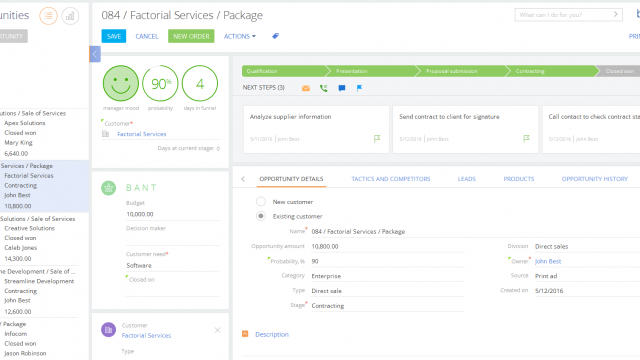 unities
UNITY
084 / Factorial Services / Package
What can I do for you?
SAVE
CANCEL
NEW ORDER
ACTIONS
PRIN
90%
4
manager mood
probability
days in funnel
Customer*
Factorial Services
Days at current stage: 0
Qualification
Presentation
Proposal submission
Contracting
Closed won
NEXT STEPS (3)
Analyze supplier information
5/11/2016 | John Best
Send contract to client for signature
5/12/2016 | John Best
Call contact to check contract sta
5/13/2016 | John Best
olutions / Sale of Services
Apex Solutions
Closed won
Mary King
6,640.00
Services / Package
Factorial Services
Contracting
John Best
10,800.00
Solutions / Sale of Services
Creative Solutions
Closed won
Caleb Jones
14,300.00
ne Development / Sale of ...
Streamline Development
Contracting
John Best
12,600.00
/ Package
Infocom
Closed won
Jason Robinson
BANT
Budget
10,000.00
Decision maker
Customer need*
Software
Closed on
Customer
Factorial Services
Type
OPPORTUNITY DETAILS
TACTICS AND COMPETITORS
LEADS
PRODUCTS
OPPORTUNITY HISTORY
New customer
Existing customer
Name* 084 / Factorial Services / Package
Opportunity amount 10,800.00
Division Direct sales
Probability, % 90
Owner* John Best
Category Enterprise
Source Print ad
Type Direct sale
Created on 5/12/2016
Stage* Contracting
Description